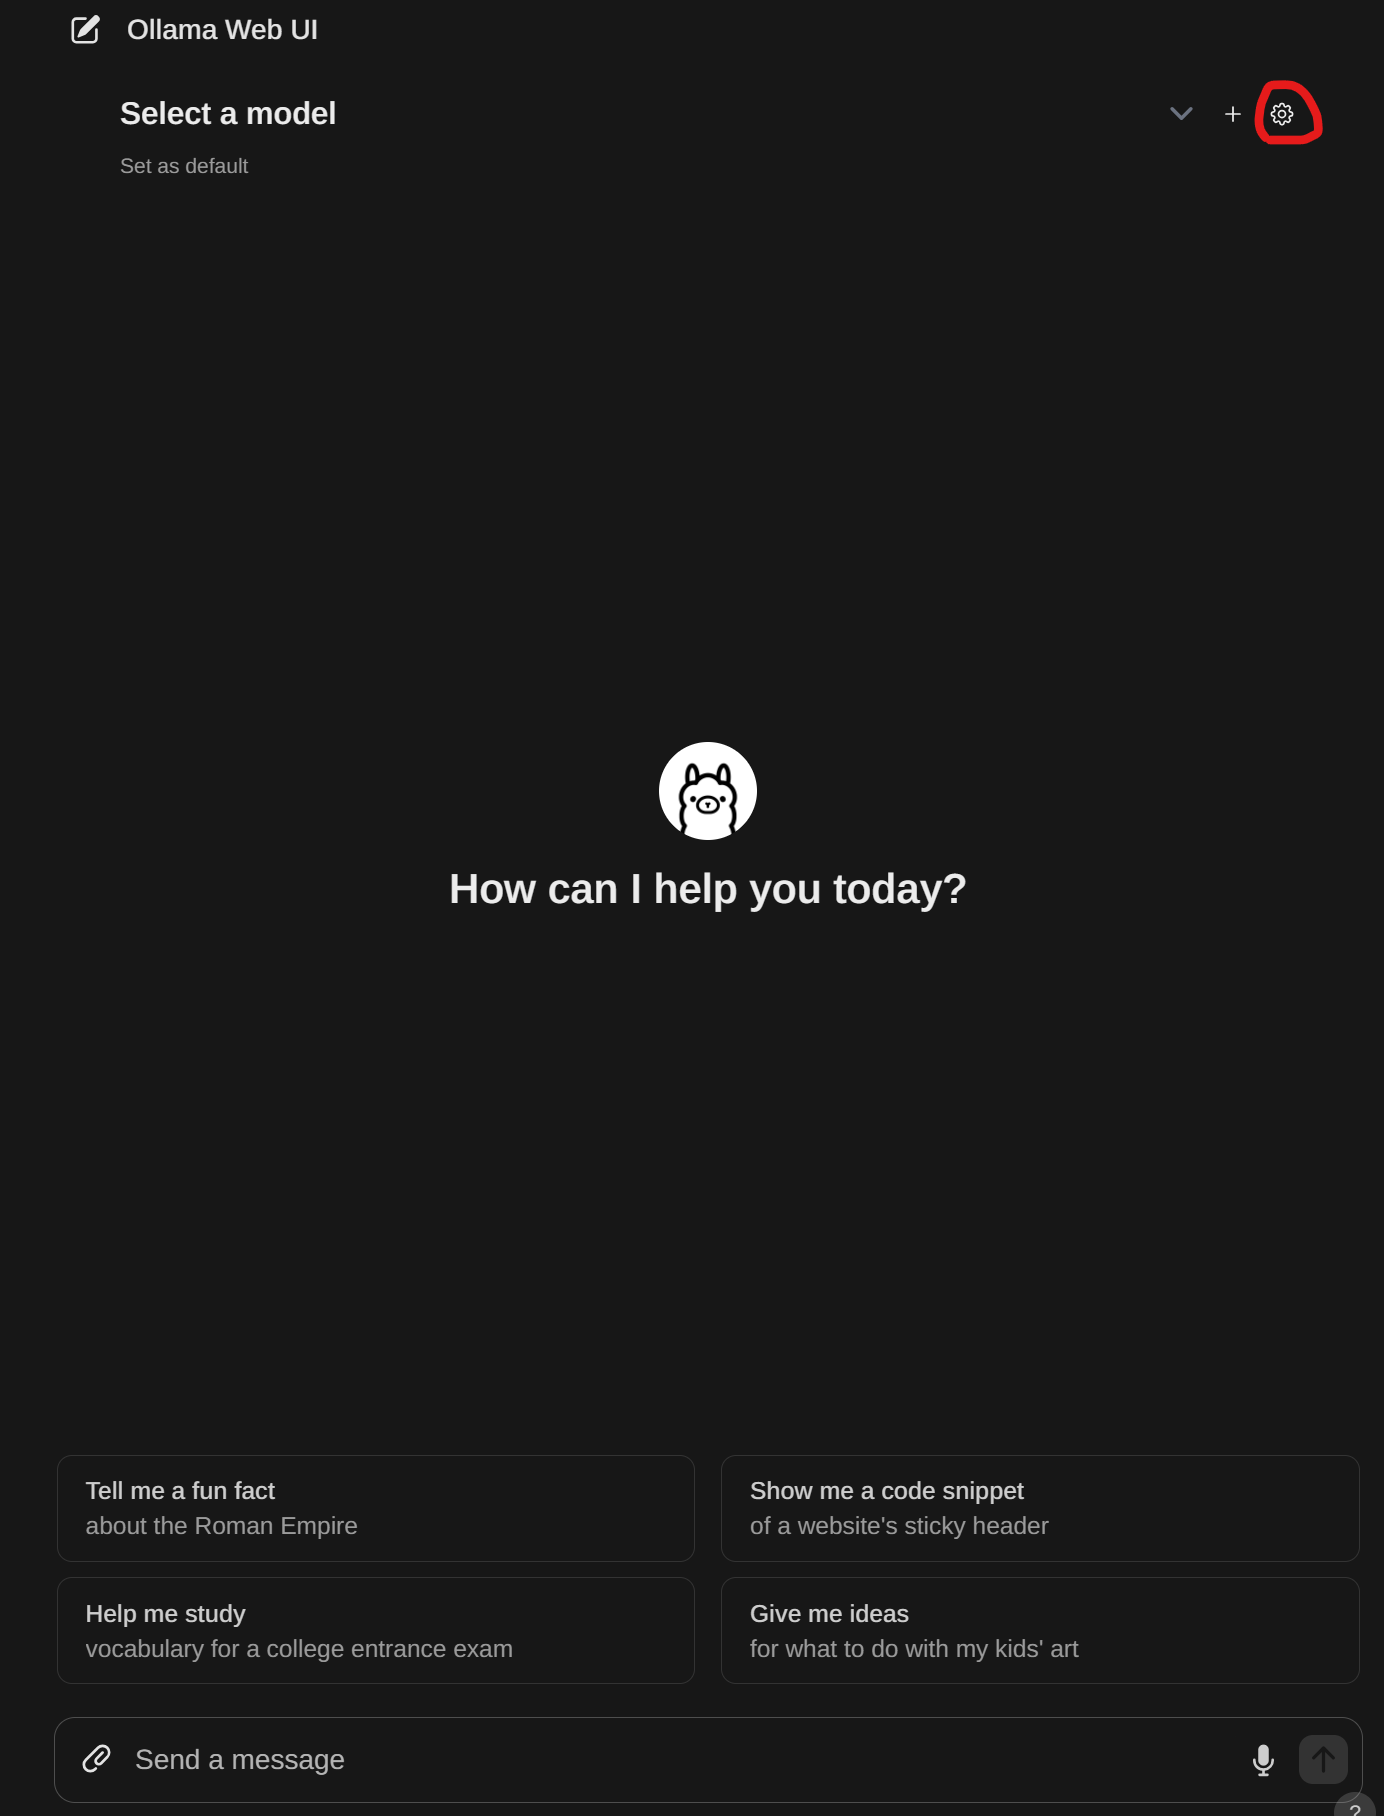 Ollama Web UI
Select a model
Set as default
How can I help you today?
Tell me a fun fact
about the Roman Empire
Show me a code snippet
of a website's sticky header
Help me study
vocabulary for a college entrance exam
Give me ideas
for what to do with my kids' art
Send a message
?